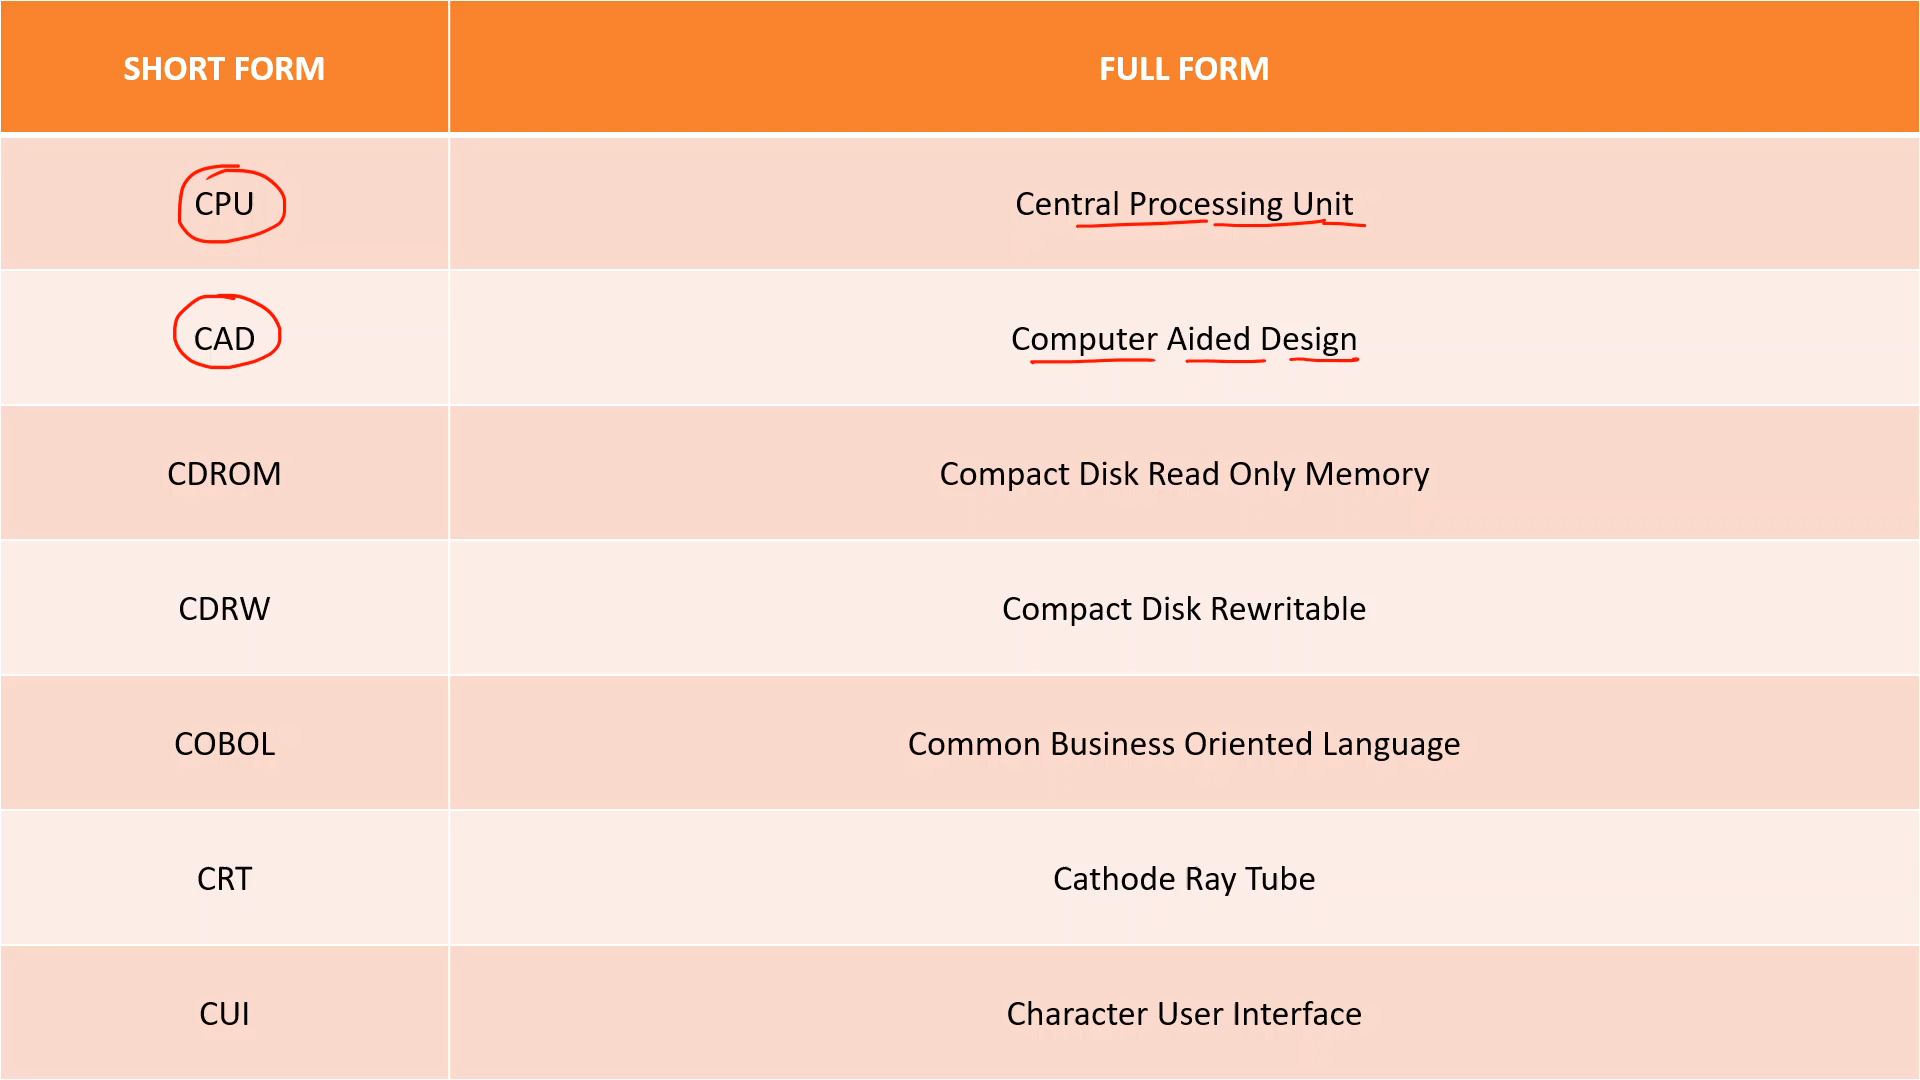 SHORT FORM FULL FORM
CPU Central Processing Unit
CAD Computer Aided Design
CDROM Compact Disk Read Only Memory
CDRW Compact Disk Rewritable
COBOL Common Business Oriented Language
CRT Cathode Ray Tube
CUI Character User Interface